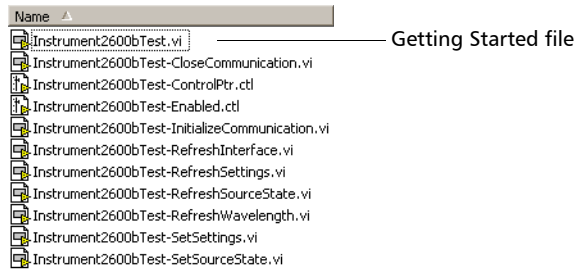 Name
Instrument2600bTest.vi Getting Started file
Instrument2600bTest-CloseCommunication.vi
Instrument2600bTest-ControlPtr.ctl
Instrument2600bTest-Enabled.ctl
Instrument2600bTest-InitializeCommunication.vi
Instrument2600bTest-RefreshInterface.vi
Instrument2600bTest-RefreshSettings.vi
Instrument2600bTest-RefreshSourceState.vi
Instrument2600bTest-RefreshWavelength.vi
Instrument2600bTest-SetSettings.vi
Instrument2600bTest-SetSourceState.vi